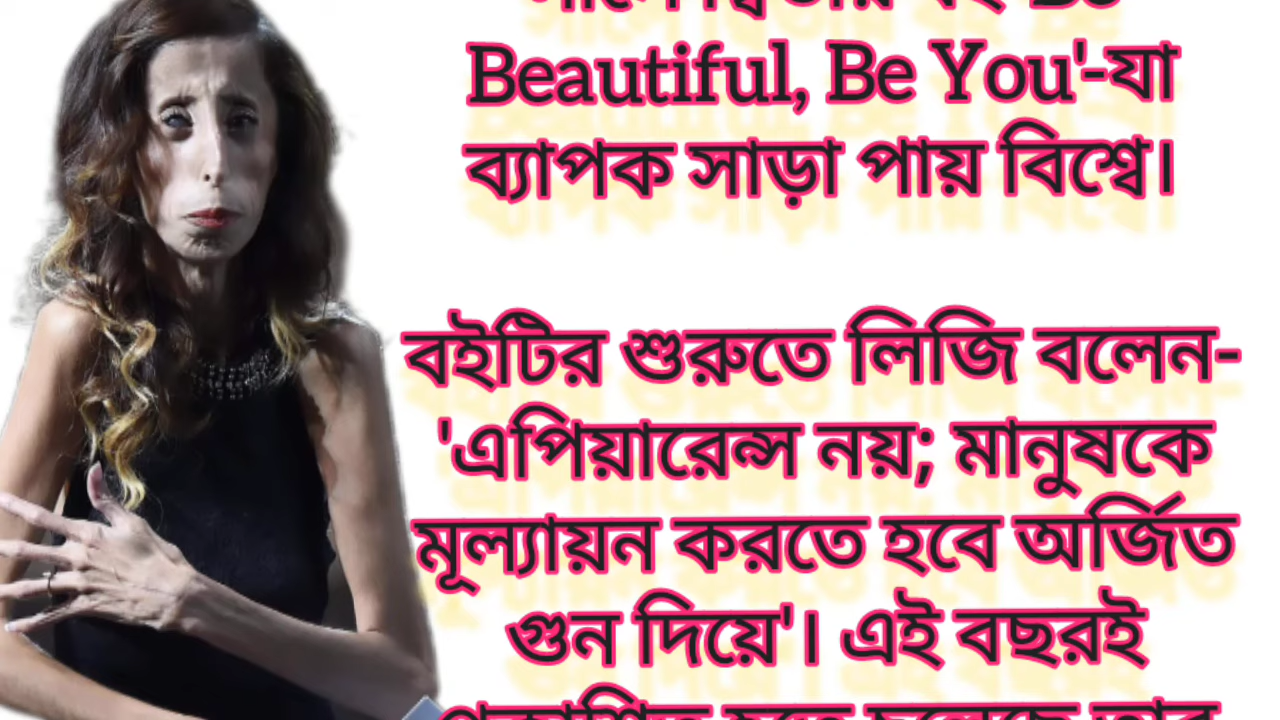 Beautiful, Be You'-যা
ব্যাপক সাড়া পায় বিশ্বে।
বইটির শুরুতে লিজি বলেন-
'এপিয়ারেন্স নয়; মানুষকে
মূল্যায়ন করতে হবে অর্জিত
গুন দিয়ে'। এই বছরই